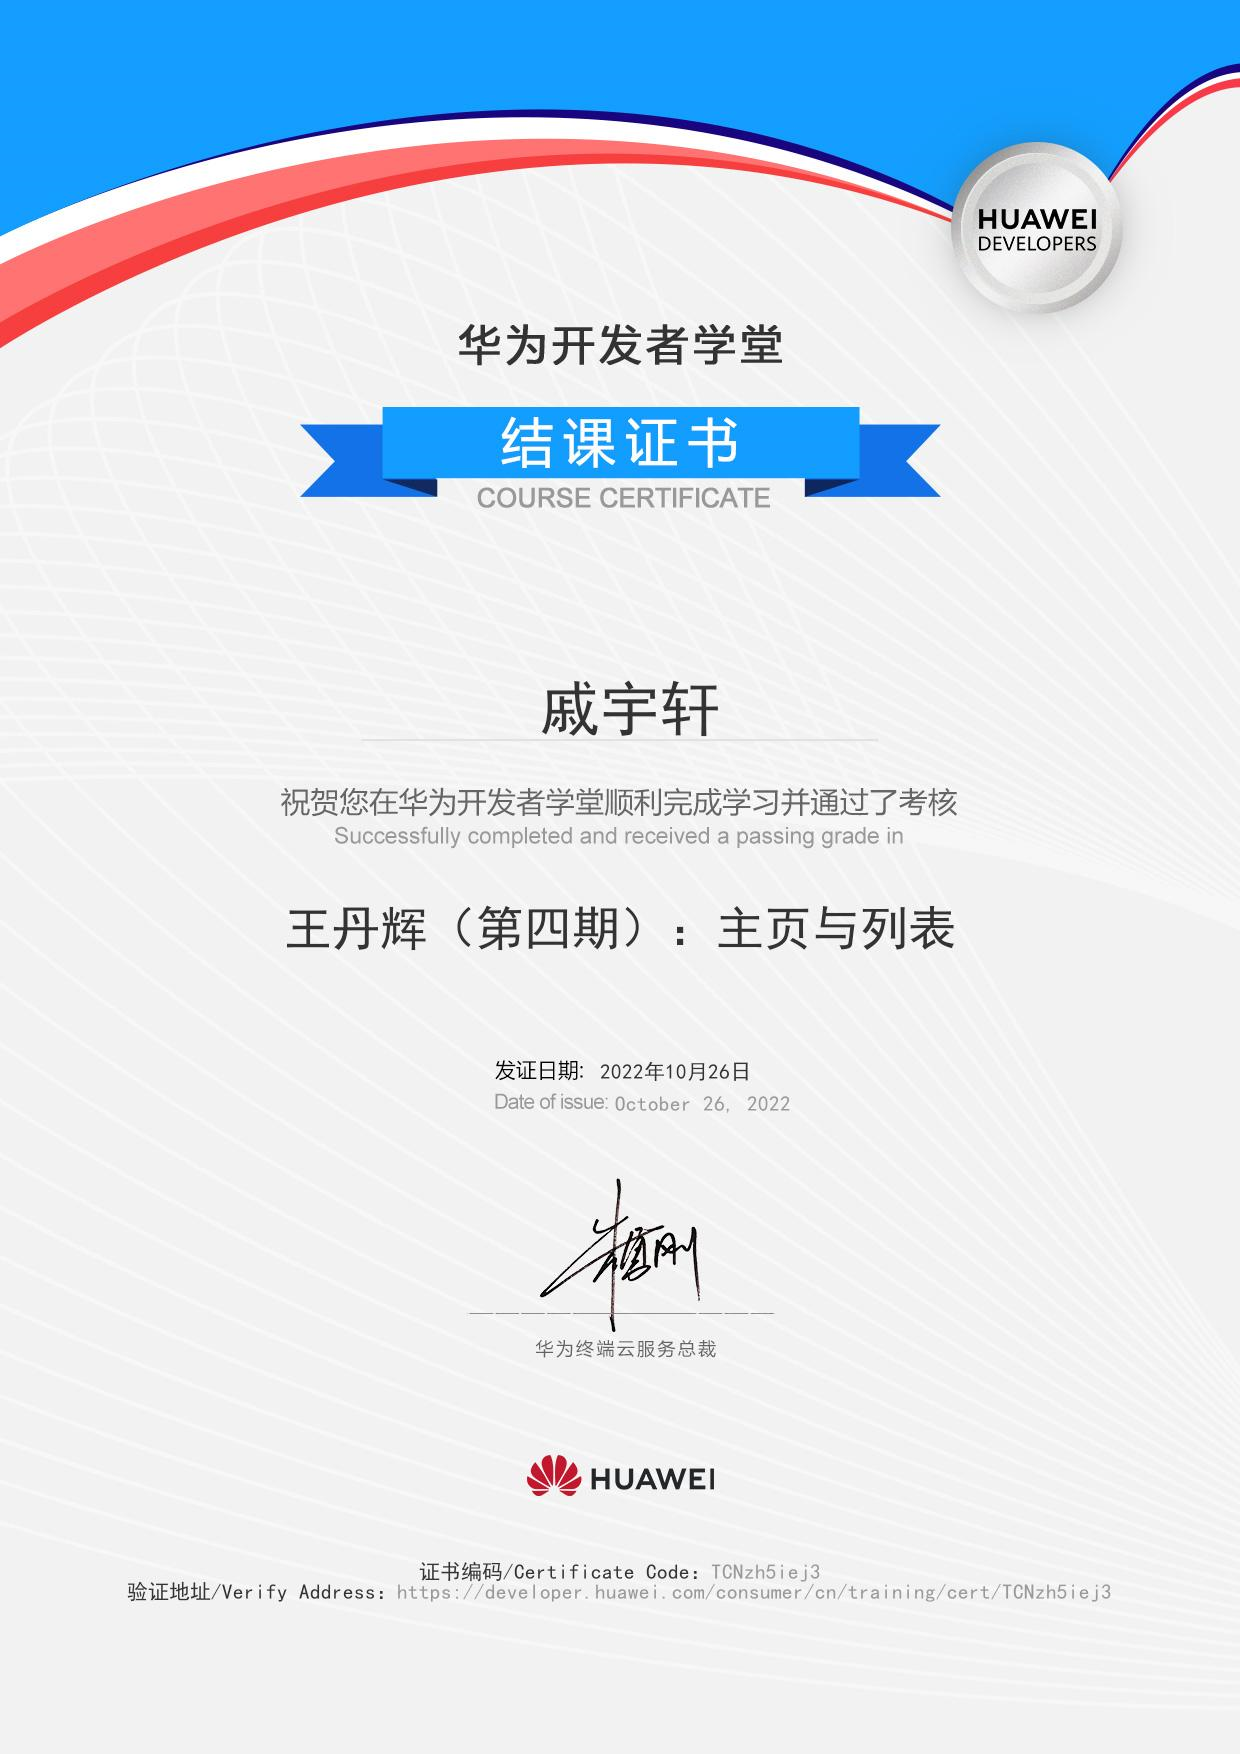 HUAWEI
DEVELOPERS
华为开发者学堂
结课证书
COURSE CERTIFICATE
戚宇轩
祝贺您在华为开发者学堂顺利完成学习并通过了考核
Successfully completed and received a passing grade in
王丹辉（第四期）：主页与列表
发证日期: 2022年10月26日
Date of issue: October 26, 2022
华为终端云服务总裁
HUAWEI
证书编码/Certificate Code: TCNzh5iej3
验证地址/Verify Address: https://developer.huawei.com/consumer/cn/training/cert/TCNzh5iej3